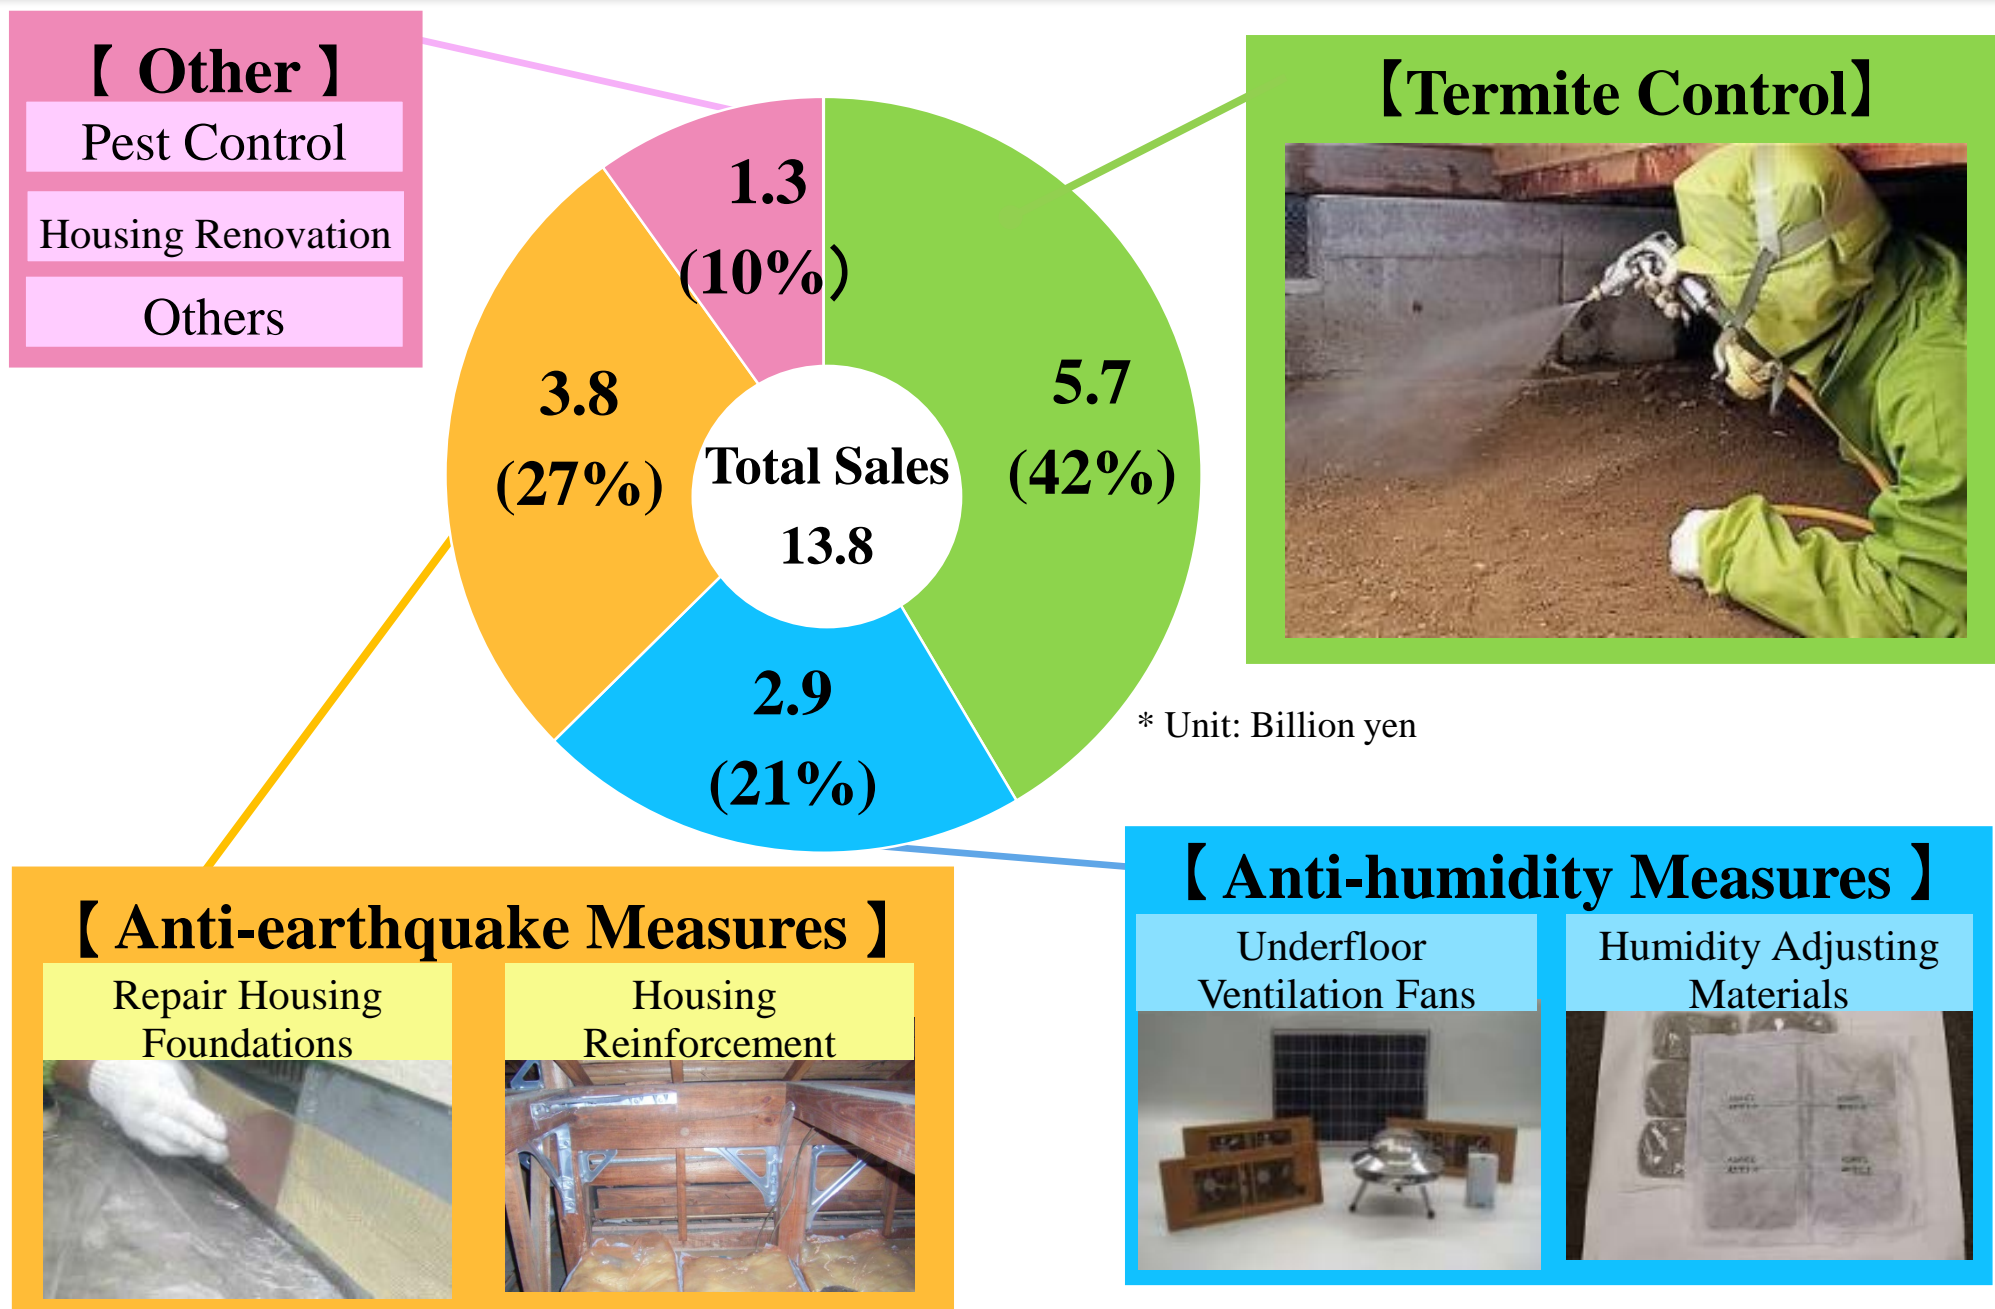 【 Other 】
Pest Control
Housing Renovation
Others
【Termite Control】
1.3
(10%)
5.7
(42%)
3.8
(27%)
Total Sales
13.8
2.9
(21%)
* Unit: Billion yen
【 Anti-earthquake Measures 】
Repair Housing
Foundations
Housing
Reinforcement
【 Anti-humidity Measures 】
Underfloor
Ventilation Fans
Humidity Adjusting
Materials